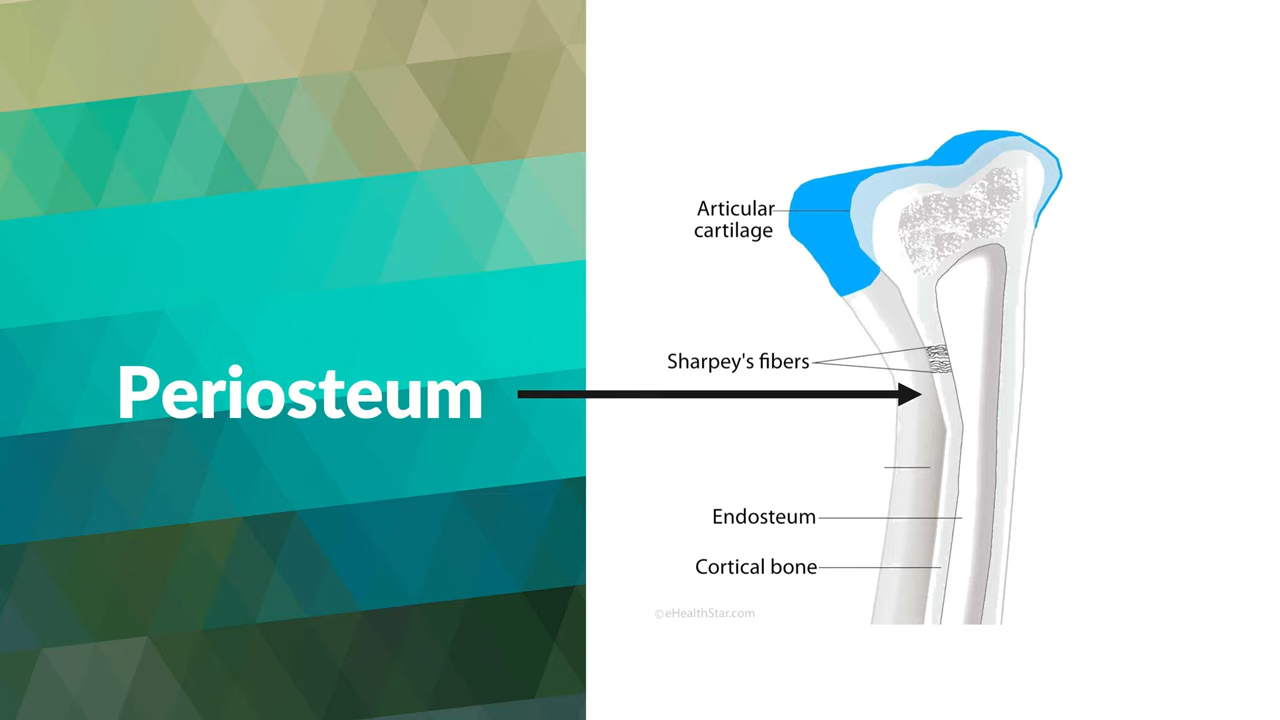 Periosteum
Articular
cartilage
Sharpey's fibers
Endosteum
Cortical bone
©eHealthStar.com